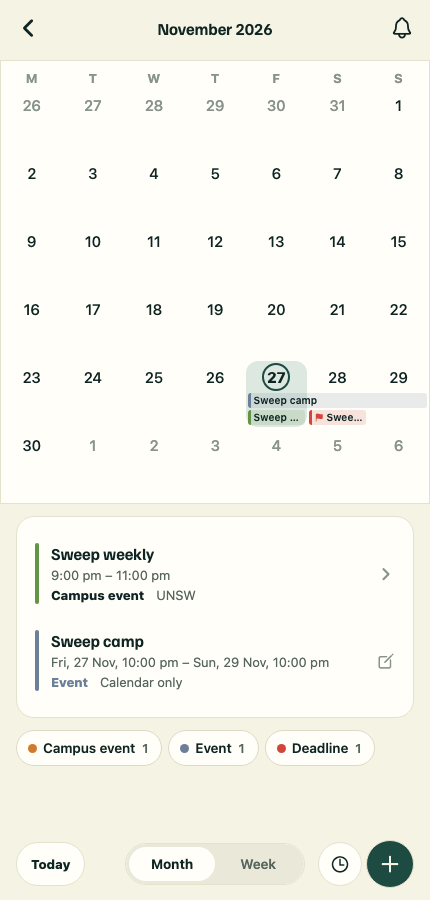 November 2026
M T W T F S S
26 27 28 29 30 31 1
2 3 4 5 6 7 8
9 10 11 12 13 14 15
16 17 18 19 20 21 22
23 24 25 26 27 28 29
Sweep camp
Sweep ... Swee...
30 1 2 3 4 5 6
Sweep weekly
9:00 pm – 11:00 pm
Campus event UNSW
Sweep camp
Fri, 27 Nov, 10:00 pm – Sun, 29 Nov, 10:00 pm
Event Calendar only
Campus event 1 Event 1 Deadline 1
Today Month Week